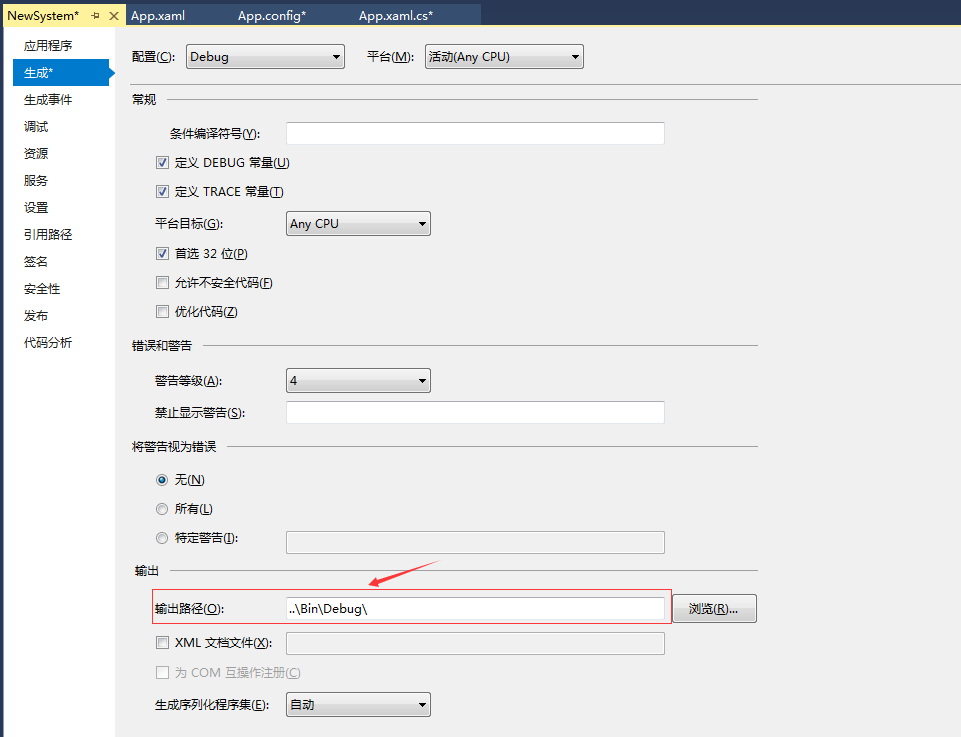 NewSystem* App.xaml App.config* App.xaml.cs*
应用程序
生成*
生成事件
调试
资源
服务
设置
引用路径
签名
安全性
发布
代码分析
配置(C): Debug 平台(M): 活动(Any CPU)
常规
条件编译符号(Y):
定义 DEBUG 常量(U)
定义 TRACE 常量(T)
平台目标(G): Any CPU
首选 32 位(P)
允许不安全代码(F)
优化代码(Z)
错误和警告
警告等级(A): 4
禁止显示警告(S):
将警告视为错误
无(N)
所有(L)
特定警告(I):
输出
输出路径(O): ..\Bin\Debug\ 浏览(R)...
XML 文档文件(X):
为 COM 互操作注册(C)
生成序列化程序集(E): 自动